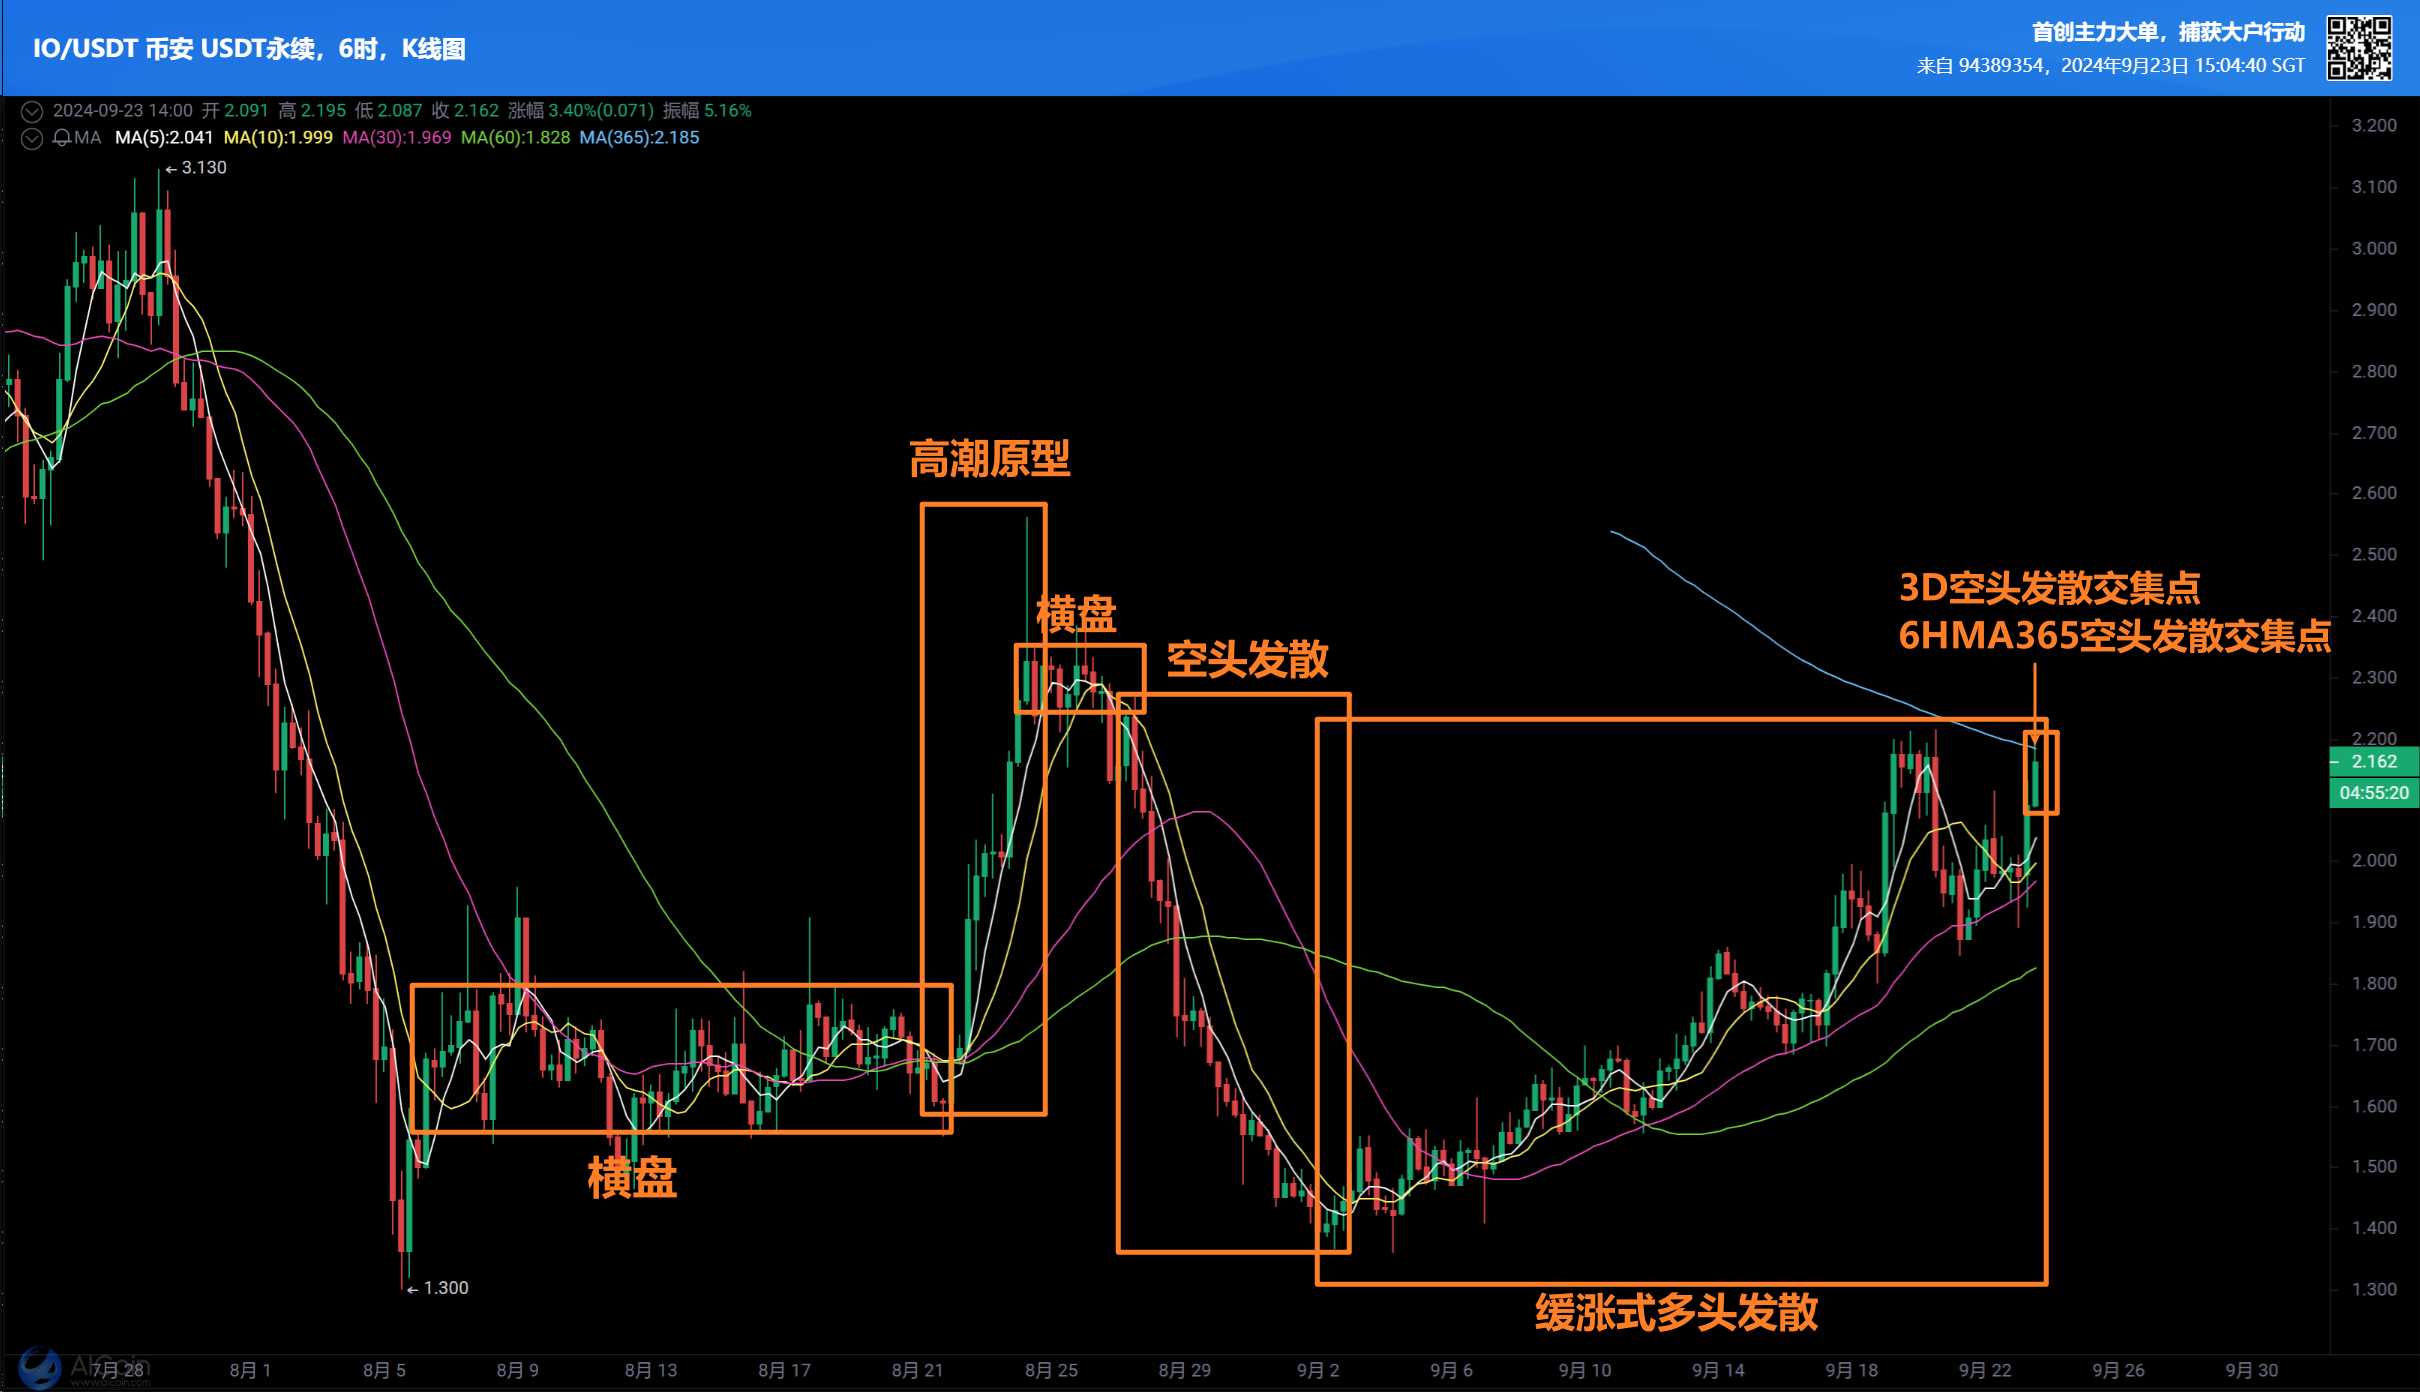 IO/USDT 币安 USDT永续，6时，K线图
首创主力大单，捕获大户行动
来自 94389354，2024年9月23日 15:04:40 SGT
2024-09-23 14:00 开 2.091 高 2.195 低 2.087 收 2.162 涨幅 3.40%(0.071) 振幅 5.16%
MA MA(5):2.041 MA(10):1.999 MA(30):1.969 MA(60):1.828 MA(365):2.185
3.200
←3.130
3.100
3.000
2.900
2.800
2.700
高潮原型
2.600
2.500
3D空头发散交集点
横盘
2.400
6HMA365空头发散交集点
空头发散
2.300
2.200
2.162
04:55:20
2.000
1.900
1.800
1.700
1.600
横盘
1.500
1.400
←1.300
1.300
缓涨式多头发散
AICoin
www.aicoin.com
7月 28 8月 1 8月 5 8月 9 8月 13 8月 17 8月 21 8月 25 8月 29 9月 2 9月 6 9月 10 9月 14 9月 18 9月 22 9月 26 9月 30